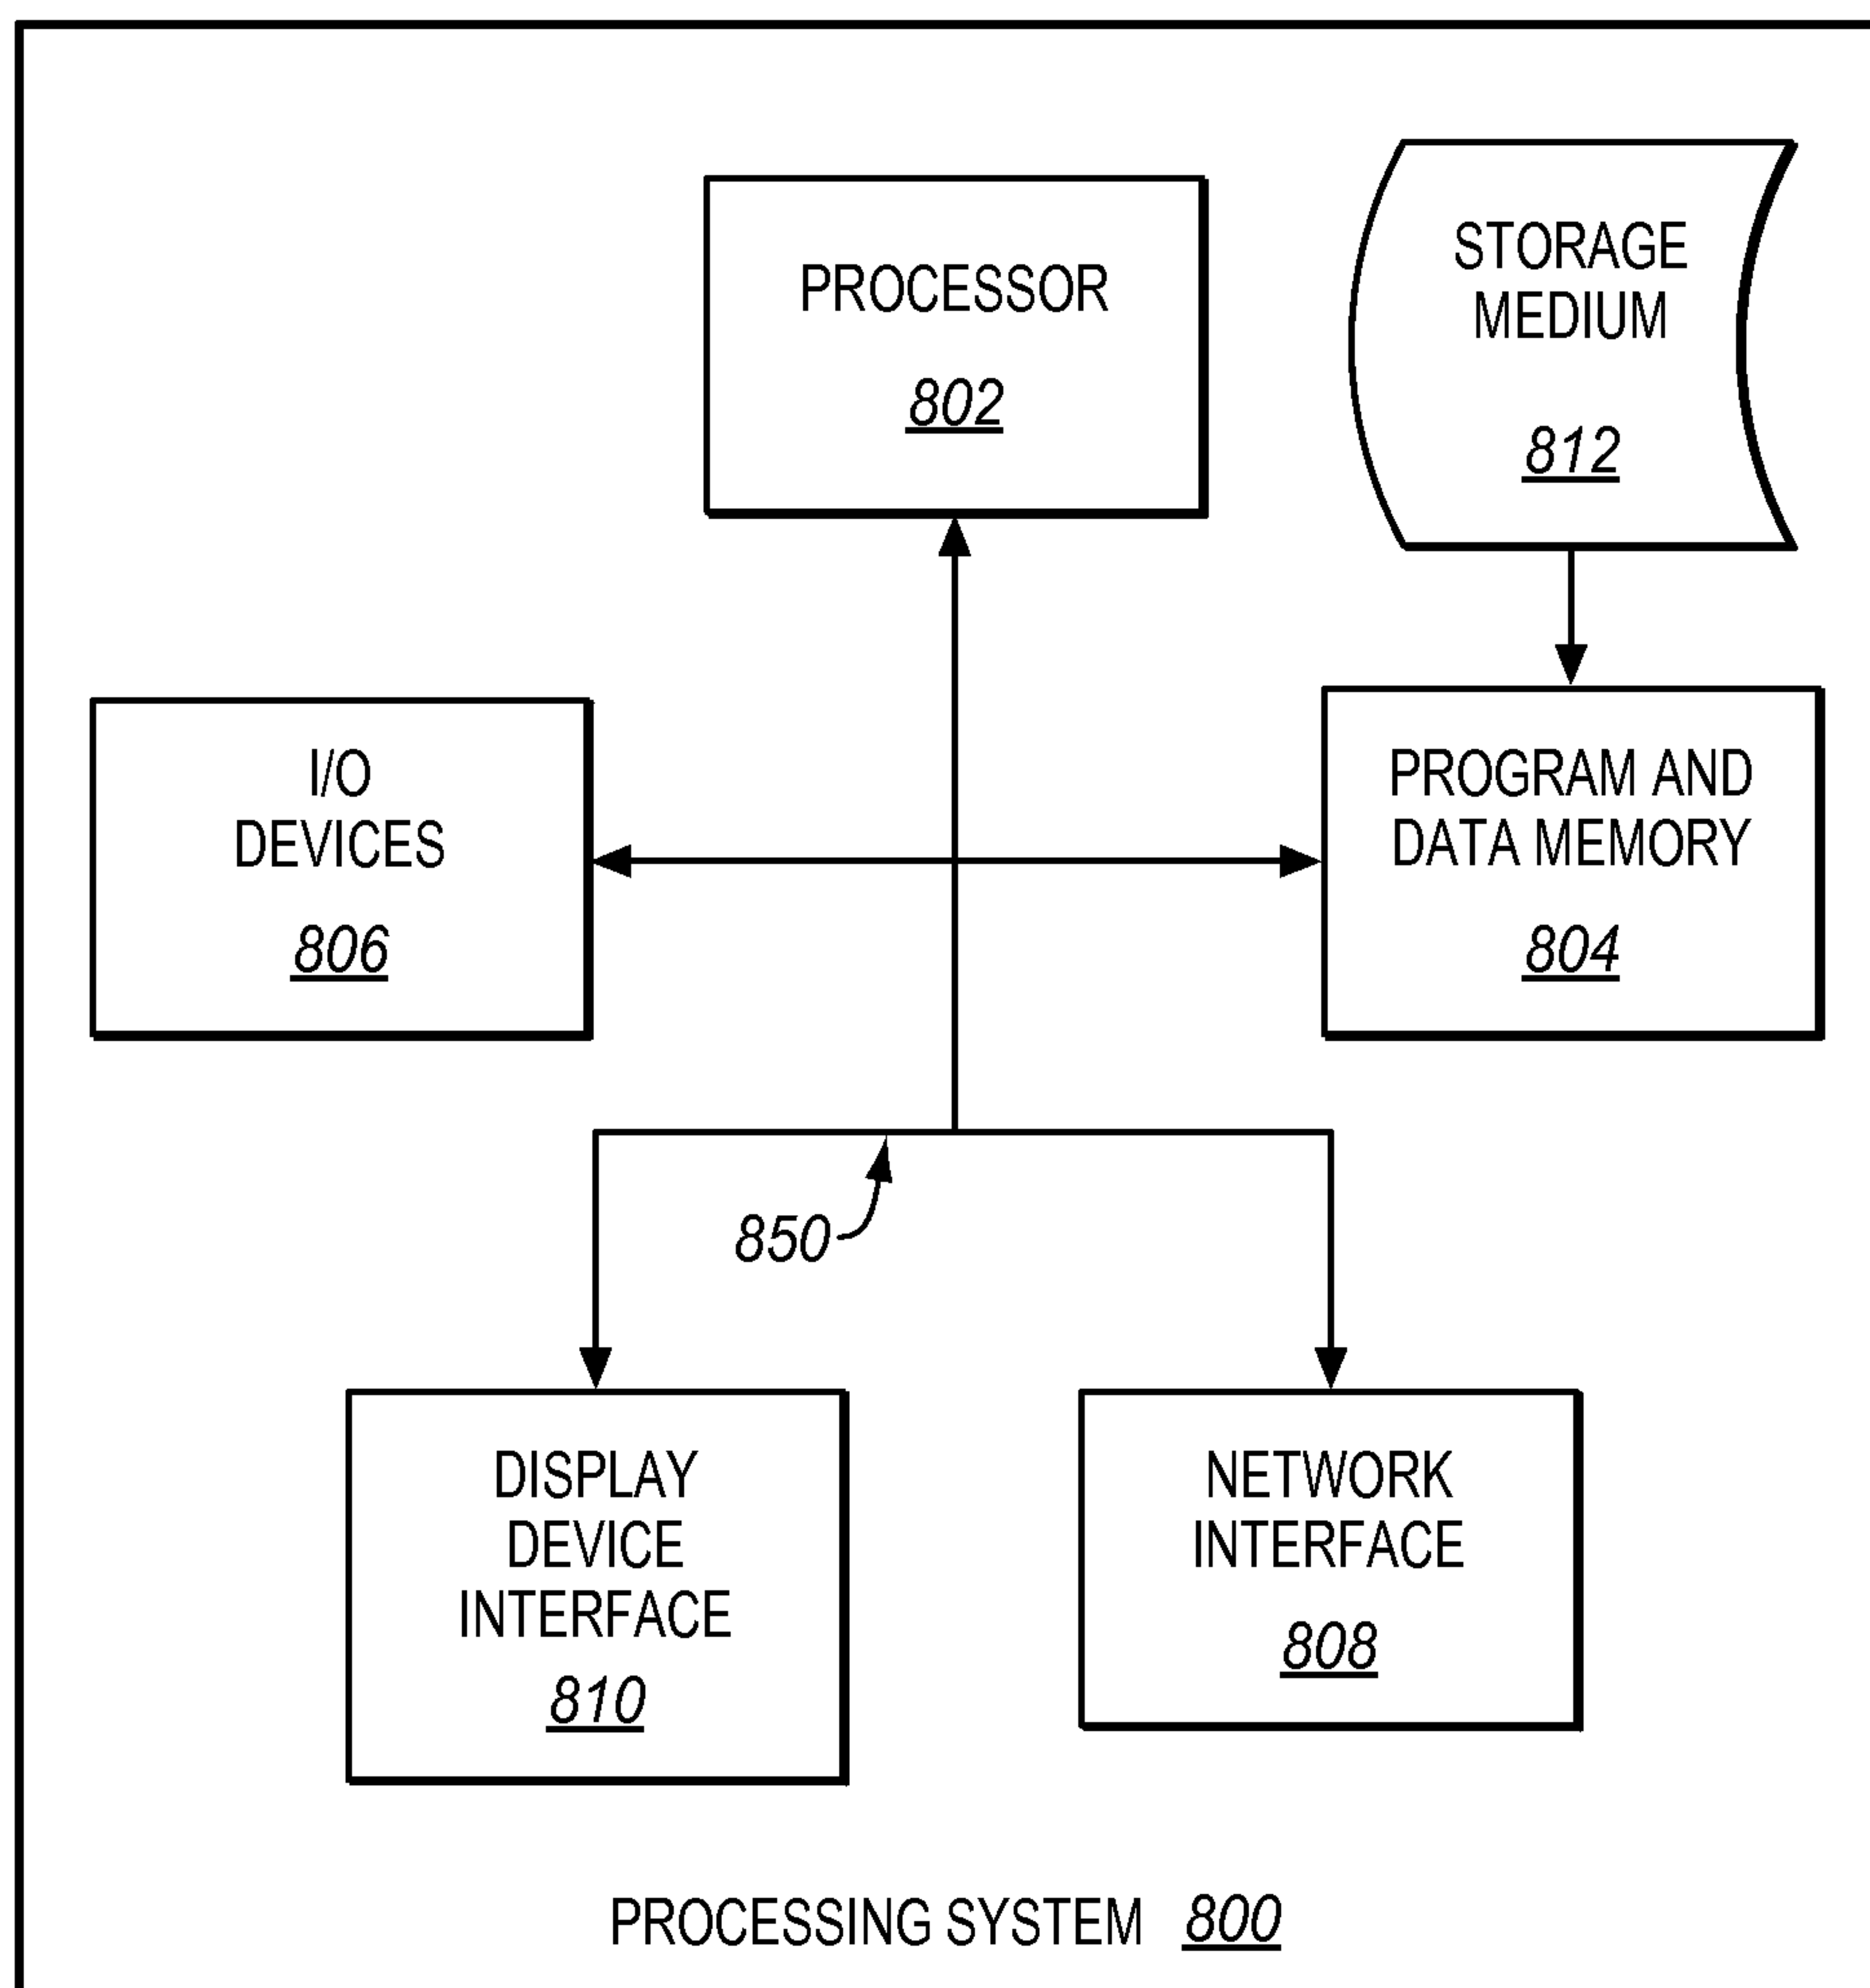 PROCESSOR
802
STORAGE
MEDIUM
812
I/O
DEVICES
806
PROGRAM AND
DATA MEMORY
804
850
DISPLAY
DEVICE
INTERFACE
810
NETWORK
INTERFACE
808
PROCESSING SYSTEM 800